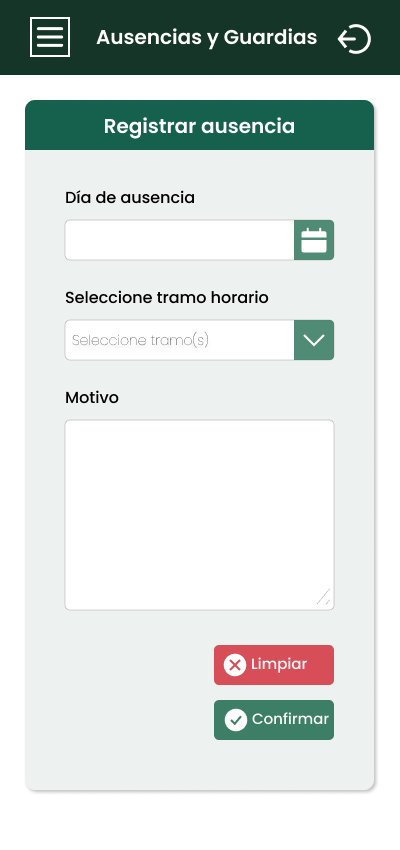 Ausencias y Guardias
Registrar ausencia
Día de ausencia
Seleccione tramo horario
Seleccione tramo(s)
Motivo
Limpiar
Confirmar